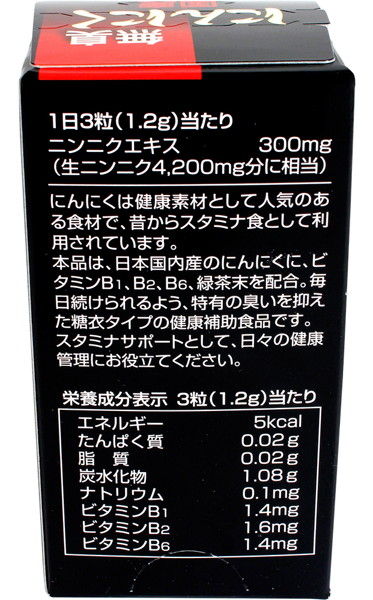 にんにく
無臭
1日3粒(1.2g)当たり
ニンニクエキス 300mg
(生ニンニク4,200mg分に相当)
にんにくは健康素材として人気のあ
る食材で、昔からスタミナ食として利
用されています。
本品は、日本国内産のにんにくに、ビ
タミンB1、B2、B6、緑茶末を配合。毎
日続けられるよう、特有の臭いを抑え
た糖衣タイプの健康補助食品です。
スタミナサポートとして、日々の健康
管理にお役立てください。
栄養成分表示 3粒(1.2g)当たり
エネルギー 5kcal
たんぱく質 0.02g
脂 質 0.02g
炭水化物 1.08g
ナトリウム 0.1mg
ビタミンB1 1.4mg
ビタミンB2 1.6mg
ビタミンB6 1.4mg